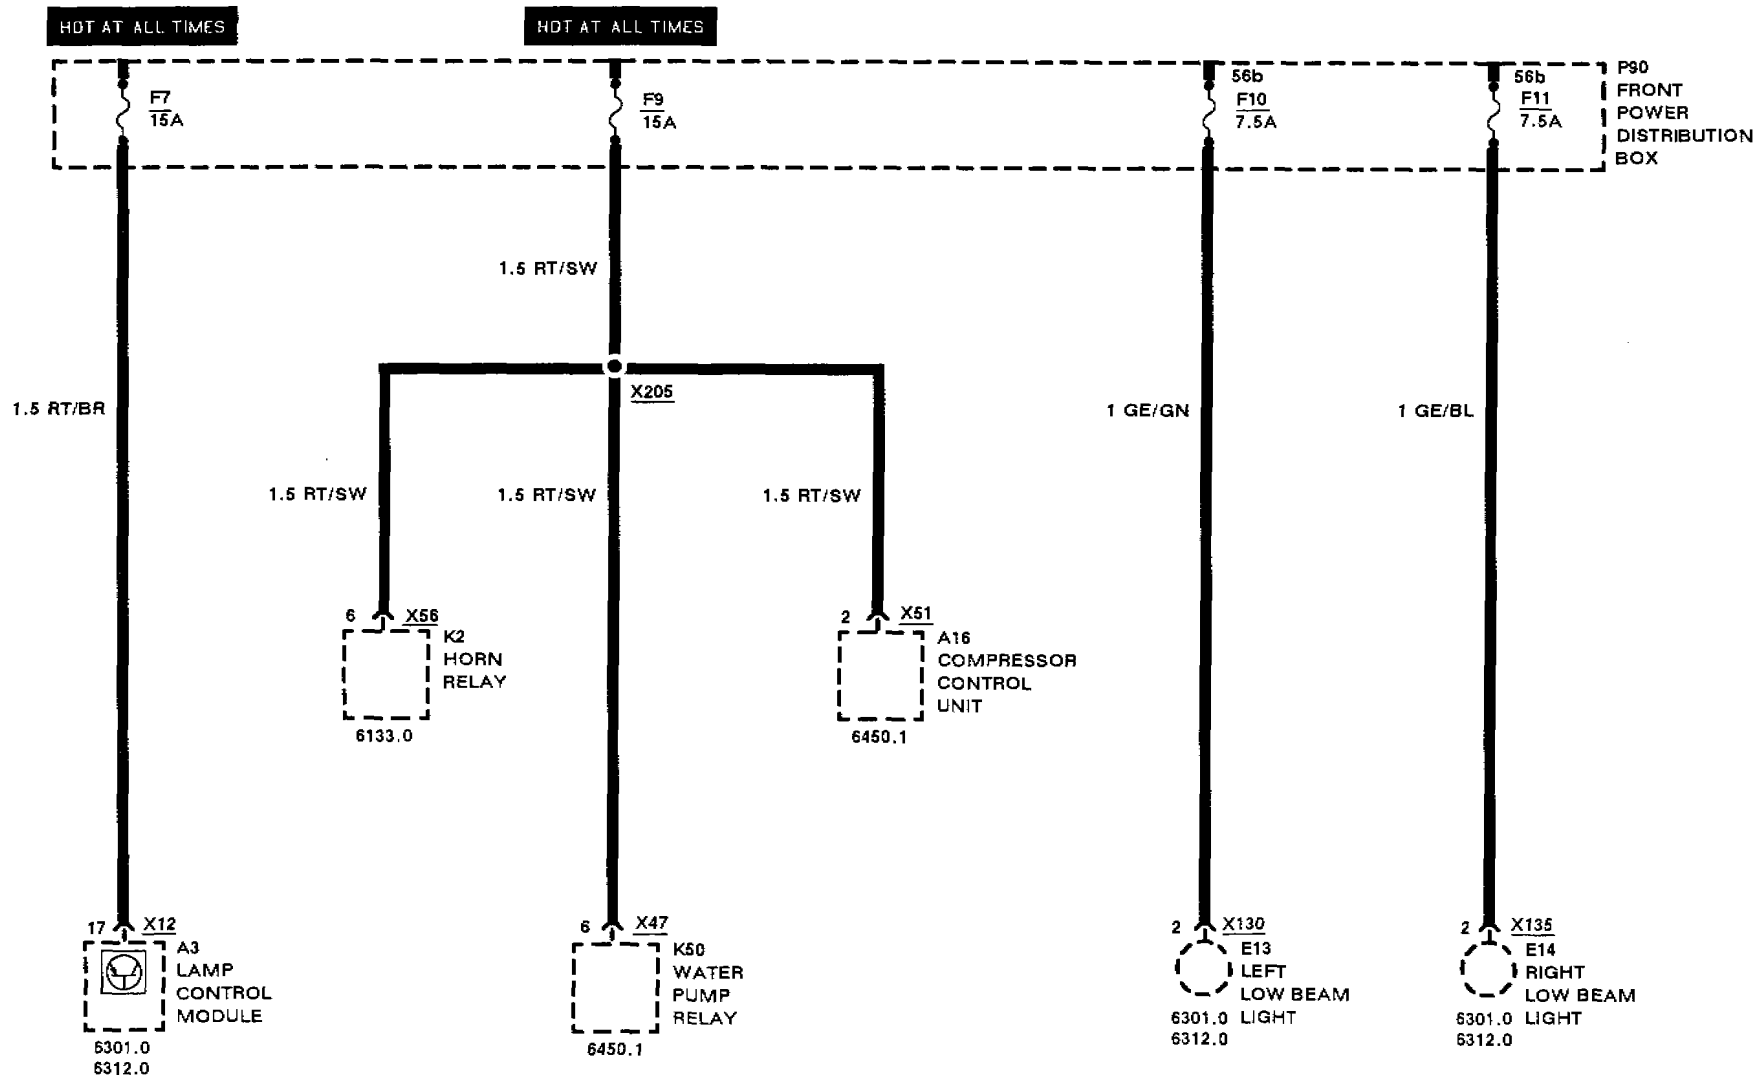 HOT AT ALL TIMES
HOT AT ALL TIMES
F7
15A
F9
15A
56b
F10
7.5A
56b
F11
7.5A
P90
FRONT
POWER
DISTRIBUTION
BOX
1.5 RT/SW
X205
1.5 RT/BR
1 GE/GN
1 GE/BL
1.5 RT/SW
1.5 RT/SW
1.5 RT/SW
6
X56
K2
HORN
RELAY
6133.0
2
X51
A16
COMPRESSOR
CONTROL
UNIT
6450.1
17
X12
A3
LAMP
CONTROL
MODULE
6301.0
6312.0
6
X47
K50
WATER
PUMP
RELAY
6450.1
2
X130
E13
LEFT
LOW BEAM
LIGHT
6301.0
6312.0
2
X135
E14
RIGHT
LOW BEAM
LIGHT
6301.0
6312.0